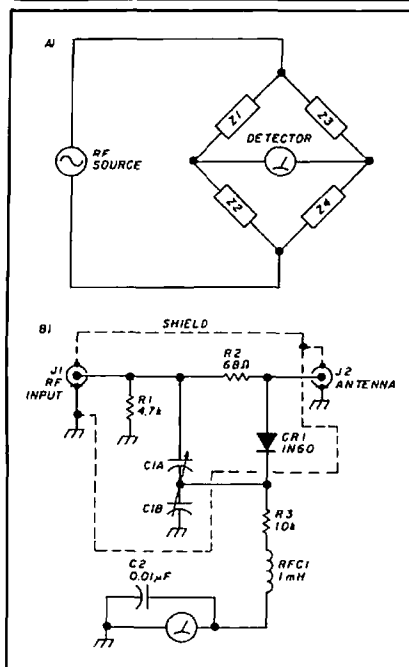 A)
Z1
Z3
DETECTOR
RF
SOURCE
Z2
Z4
B)
SHIELD
J1
RF
INPUT
R2
68Ω
J2
ANTENNA
R1
4.7k
CR1
1N60
C1A
C1B
R3
10k
C2
0.01µF
RFC1
1mH